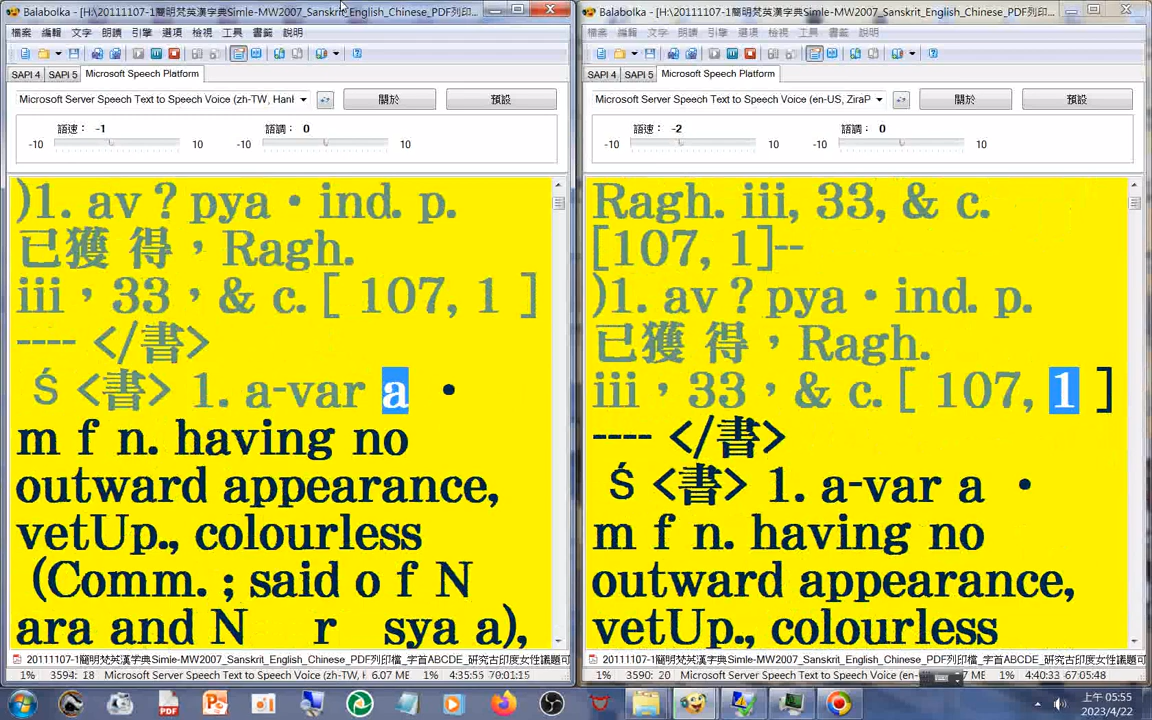 Balabolka - [H:\20111107-1簡明梵英漢字典Simle-MW2007_Sanskrit_English_Chinese_PDF列印...
檔案 編輯 文字 朗讀 引擎 選項 檢視 工具 書籤 說明
SAPI 4 SAPI 5 Microsoft Speech Platform
Microsoft Server Speech Text to Speech Voice (zh-TW, Hanl
關於 預設
語速： -1 語調： 0
-10 10 -10 10
)1. av ? pya • ind. p.
已獲 得，Ragh.
iii，33，& c. [ 107, 1 ]
---- </書>
Ś <書> 1. a-var a •
m f n. having no
outward appearance,
vetUp., colourless
(Comm. ; said o f N
ara and N r sya a),
20111107-1簡明梵英漢字典Simle-MW2007_Sanskrit_English_Chinese_PDF列印檔_字首ABCDE_研究古印度女性議題可
1% 3594: 18 Microsoft Server Speech Text to Speech Voice (zh-TW, H 6.07 ME 1% 4:35:55 70:01:15
Balabolka - [H:\20111107-1簡明梵英漢字典Simle-MW2007_Sanskrit_English_Chinese_PDF列印...
檔案 編輯 文字 朗讀 引擎 選項 檢視 工具 書籤 說明
SAPI 4 SAPI 5 Microsoft Speech Platform
Microsoft Server Speech Text to Speech Voice (en-US, ZiraP
關於 預設
語速： -2 語調： 0
-10 10 -10 10
Ragh. iii, 33, & c.
[107, 1]--
)1. av ? pya • ind. p.
已獲 得，Ragh.
iii，33，& c. [ 107, 1 ]
---- </書>
Ś <書> 1. a-var a •
m f n. having no
outward appearance,
vetUp., colourless
20111107-1簡明梵英漢字典Simle-MW2007_Sanskrit_English_Chinese_PDF列印檔_字首ABCDE_研究古印度女性議題可
1% 3590: 20 Microsoft Server Speech Text to Speech Voice (en-US, 7 ME 1% 4:40:33 67:05:48
上午 05:55
2023/4/22